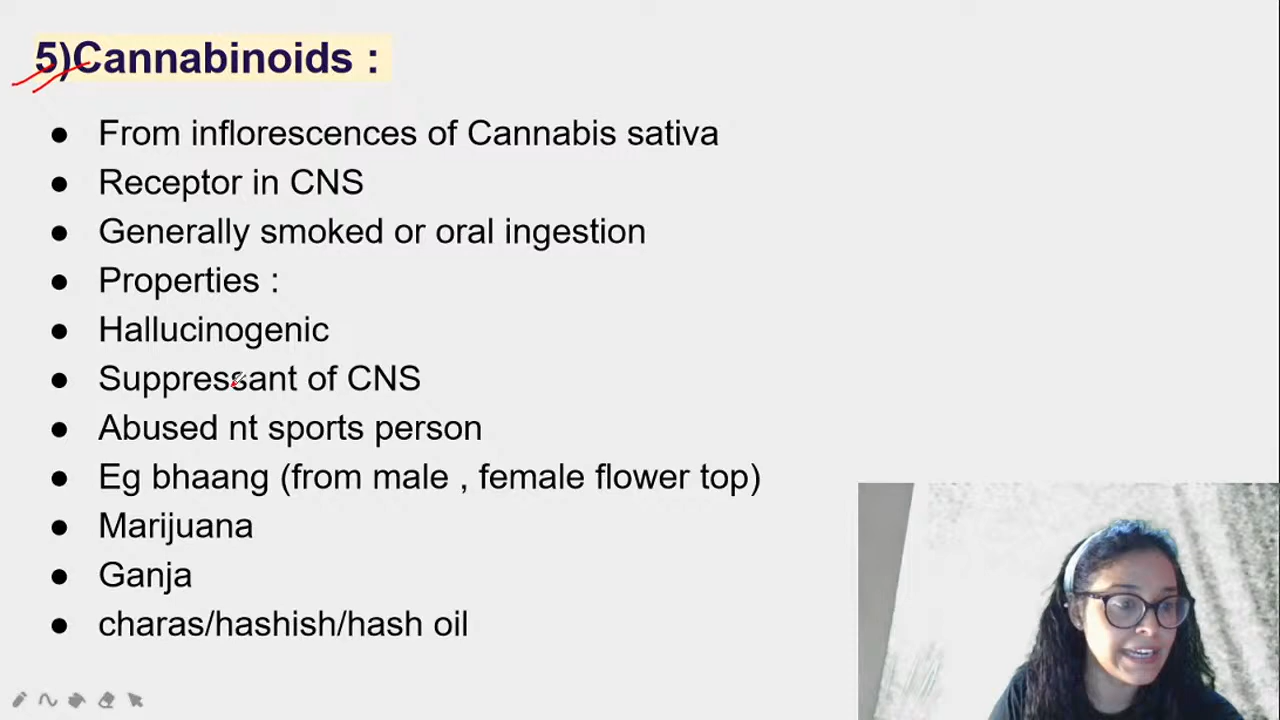 5)Cannabinoids :
● From inflorescences of Cannabis sativa
● Receptor in CNS
● Generally smoked or oral ingestion
● Properties :
● Hallucinogenic
● Suppressant of CNS
● Abused nt sports person
● Eg bhaang (from male , female flower top)
● Marijuana
● Ganja
● charas/hashish/hash oil